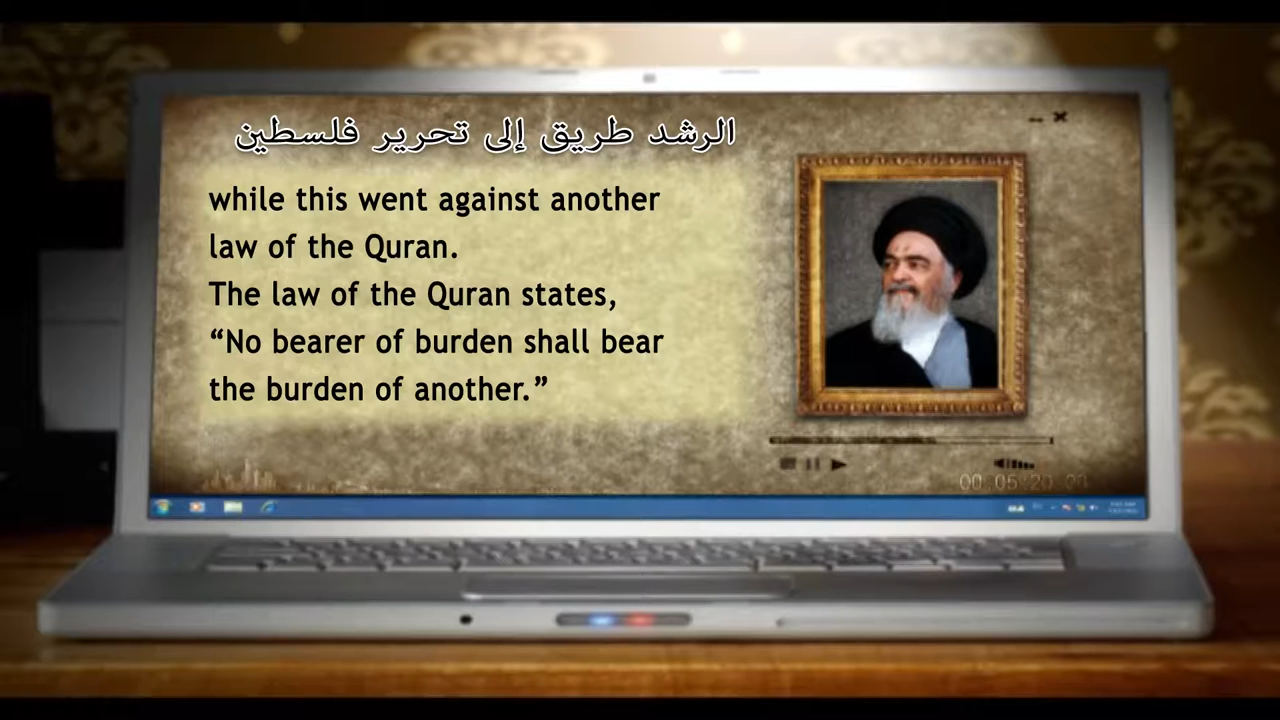 الرشد طريق إلى تحرير فلسطين
while this went against another
law of the Quran.
The law of the Quran states,
“No bearer of burden shall bear
the burden of another.”